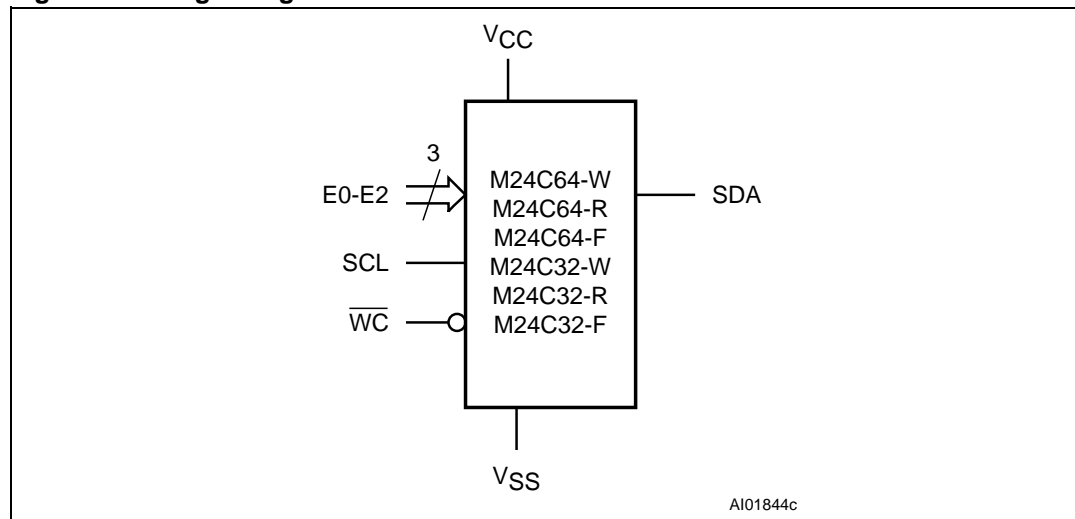 VCC
3
E0-E2
SCL
WC
M24C64-W
M24C64-R
M24C64-F
M24C32-W
M24C32-R
M24C32-F
SDA
VSS
AI01844c